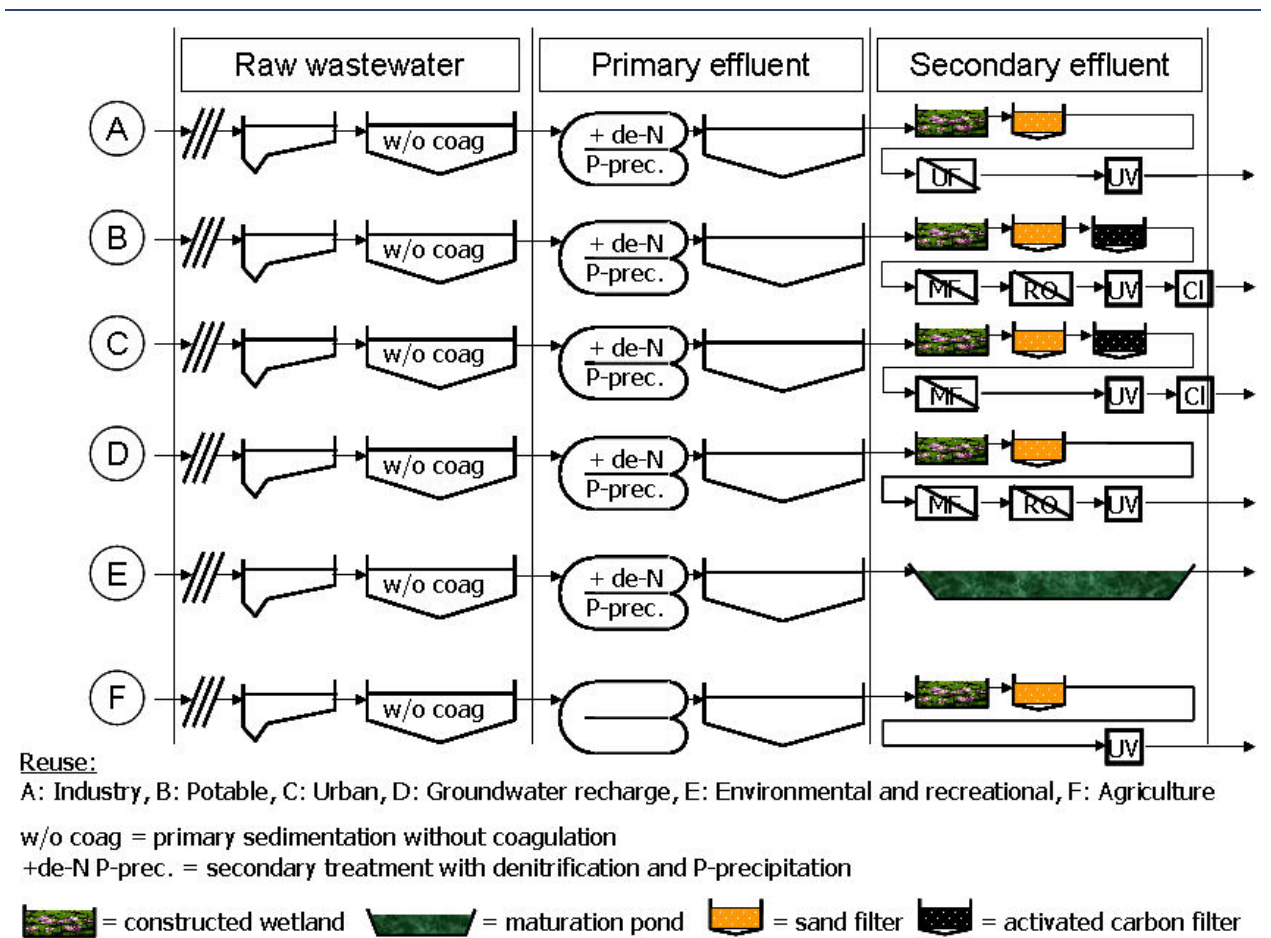 Raw wastewater Primary effluent Secondary effluent
A w/o coag + de-N
P-prec.
UF UV
B w/o coag + de-N
P-prec.
MF RO UV Cl
C w/o coag + de-N
P-prec.
MF UV Cl
D w/o coag + de-N
P-prec.
MF RO UV
E w/o coag + de-N
P-prec.
F w/o coag
UV
Reuse:
A: Industry, B: Potable, C: Urban, D: Groundwater recharge, E: Environmental and recreational, F: Agriculture
w/o coag = primary sedimentation without coagulation
+de-N P-prec. = secondary treatment with denitrification and P-precipitation
= constructed wetland = maturation pond = sand filter = activated carbon filter